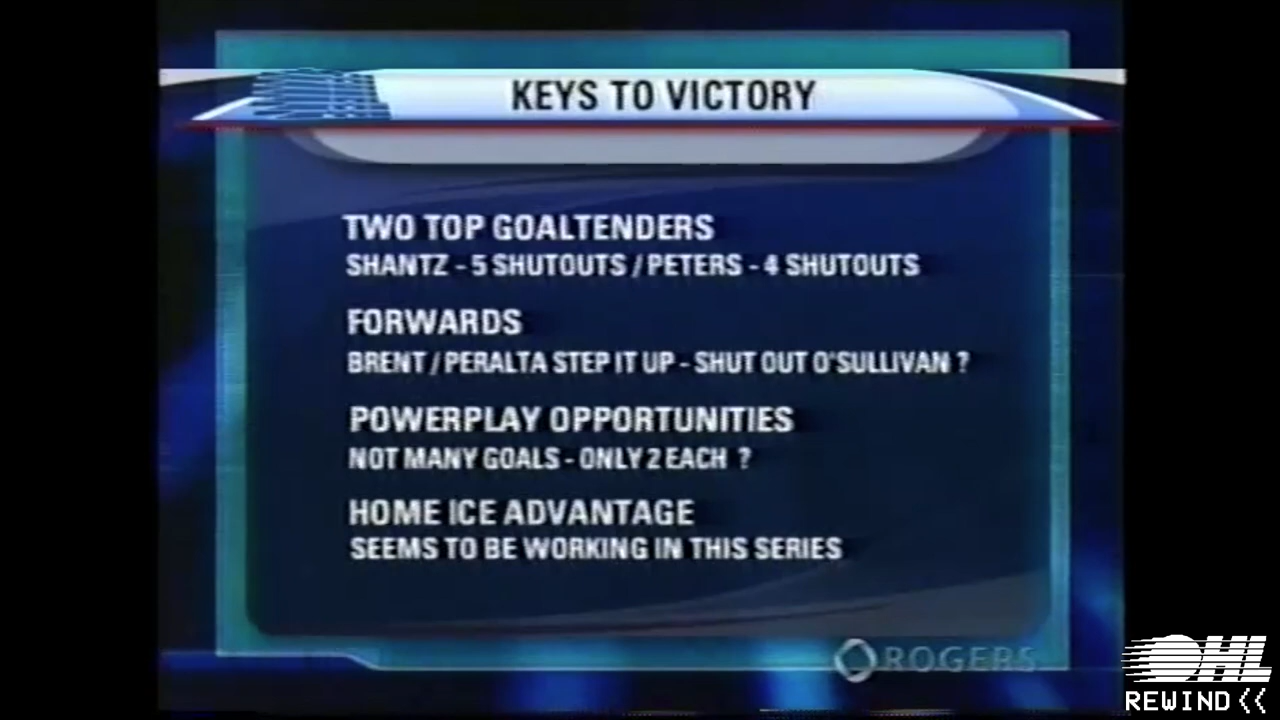 KEYS TO VICTORY
TWO TOP GOALTENDERS
SHANTZ - 5 SHUTOUTS / PETERS - 4 SHUTOUTS
FORWARDS
BRENT / PERALTA STEP IT UP - SHUT OUT O'SULLIVAN ?
POWERPLAY OPPORTUNITIES
NOT MANY GOALS - ONLY 2 EACH ?
HOME ICE ADVANTAGE
SEEMS TO BE WORKING IN THIS SERIES
ROGERS
OHL
REWIND <<